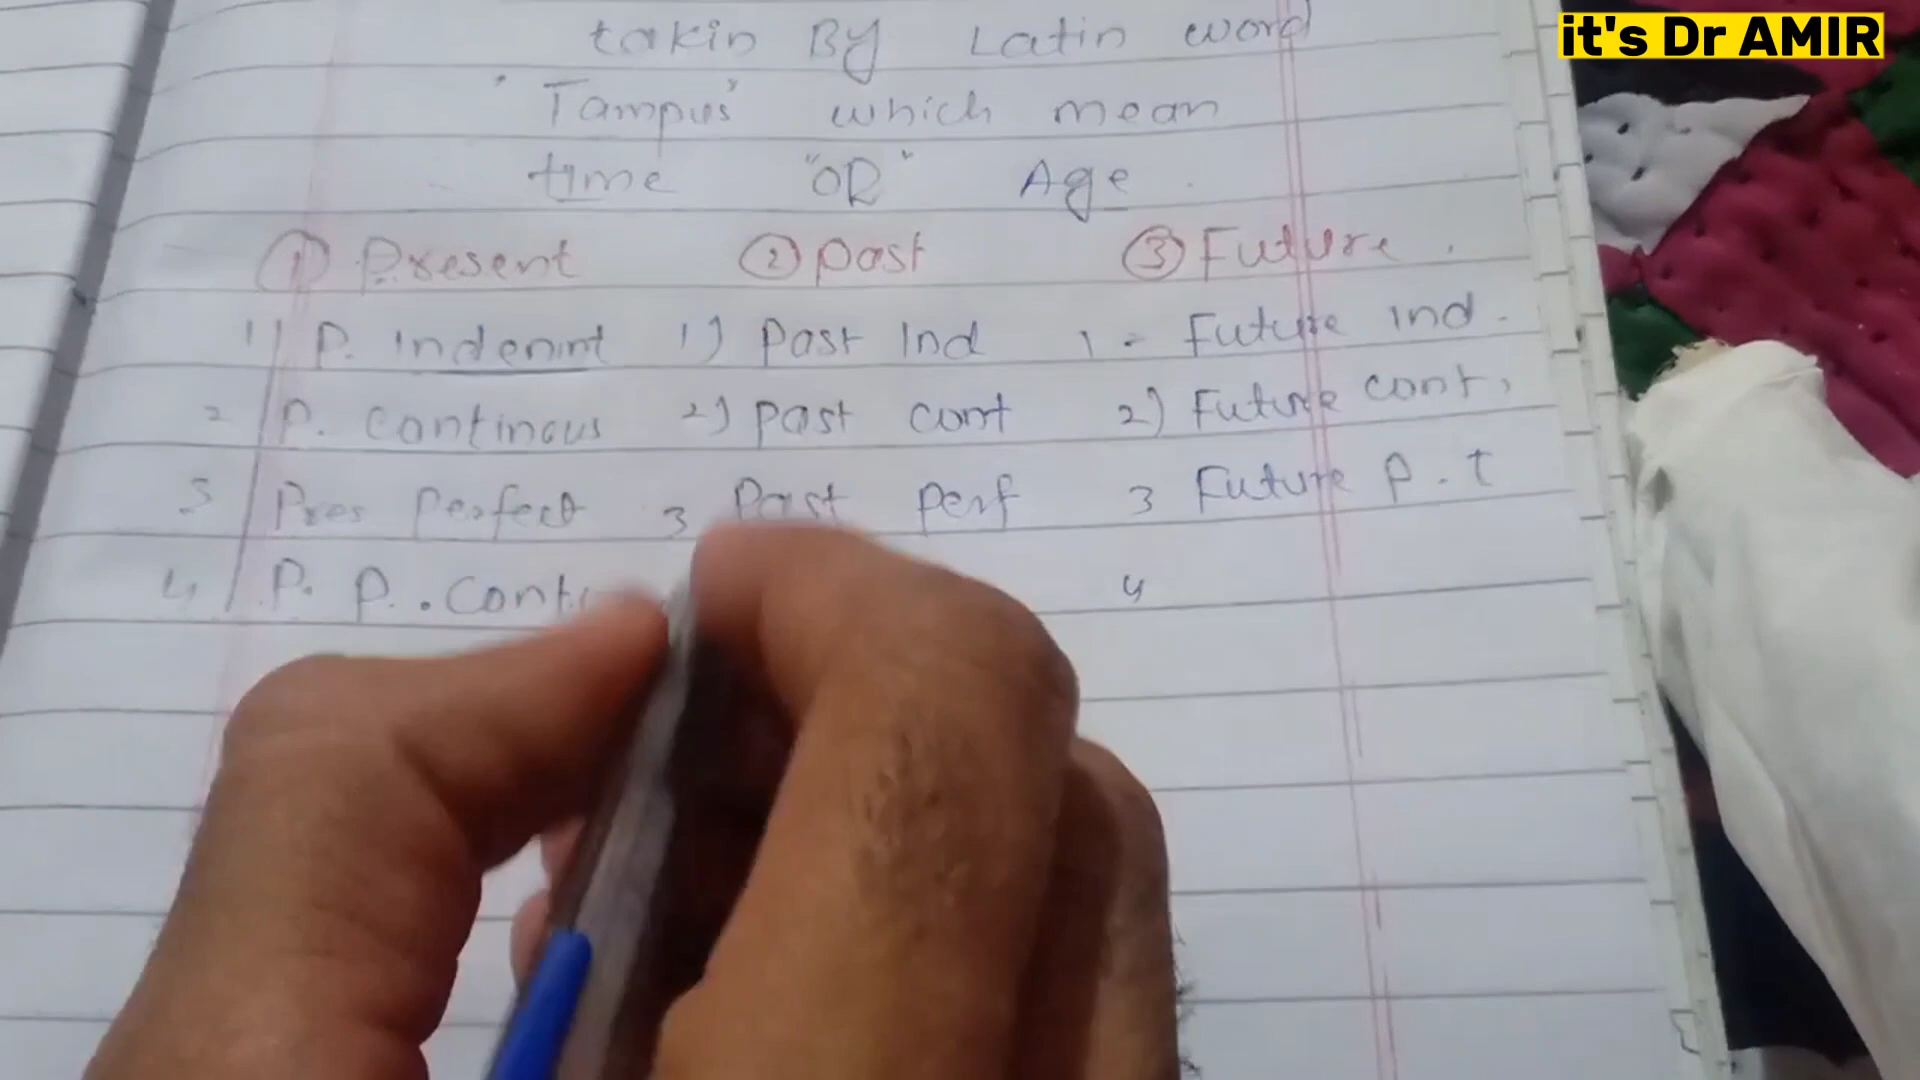 it's Dr AMIR
takin By Latin word
"Tampus" which mean
time "OR" Age.
① Present ② past ③ Future.
1) P. Indenint 1) Past Ind 1- Future ind.
2 P. continous 2) past cont 2) Future cont,
3 Pres perfect 3 Past perf 3 Future P.t
4 P. P. Conti 4